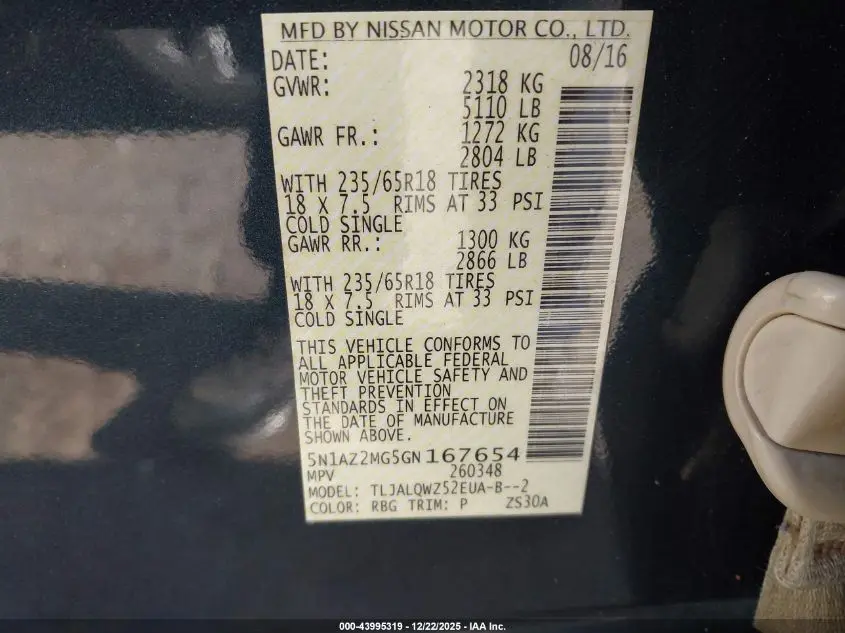 MFD BY NISSAN MOTOR CO., LTD.
DATE: 08/16
GVWR: 2318 KG
5110 LB
GAWR FR.: 1272 KG
2804 LB
WITH 235/65R18 TIRES
18 X 7.5 RIMS AT 33 PSI
COLD SINGLE
GAWR RR.: 1300 KG
2866 LB
WITH 235/65R18 TIRES
18 X 7.5 RIMS AT 33 PSI
COLD SINGLE
THIS VEHICLE CONFORMS TO
ALL APPLICABLE FEDERAL
MOTOR VEHICLE SAFETY AND
THEFT PREVENTION
STANDARDS IN EFFECT ON
THE DATE OF MANUFACTURE
SHOWN ABOVE.
5N1AZ2MG5GN167654
MPV 260348
MODEL: TLJALQWZ52EUA-B--2
COLOR: RBG TRIM: P ZS30A
000-43995319 - 12/22/2025 - IAA Inc.